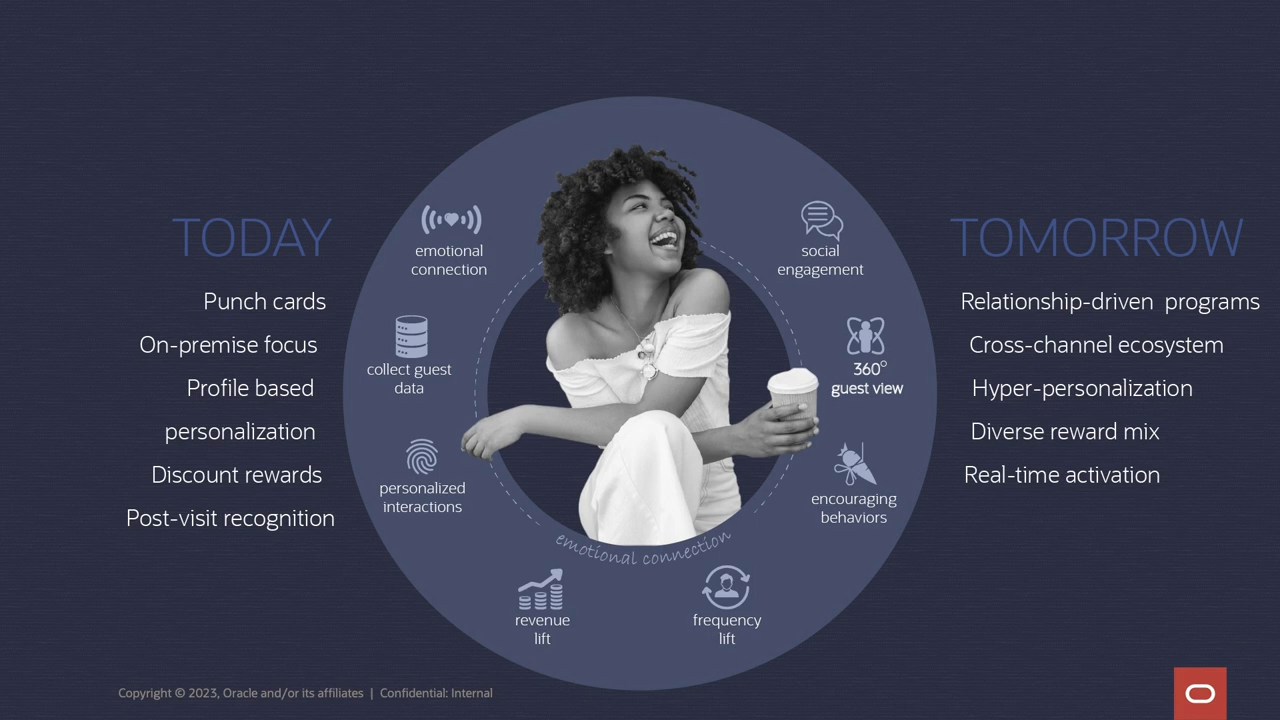 TODAY
Punch cards
On-premise focus
Profile based
personalization
Discount rewards
Post-visit recognition
emotional
connection
collect guest
data
personalized
interactions
revenue
lift
emotional connection
social
engagement
360°
guest view
encouraging
behaviors
frequency
lift
TOMORROW
Relationship-driven programs
Cross-channel ecosystem
Hyper-personalization
Diverse reward mix
Real-time activation
Copyright © 2023, Oracle and/or its affiliates | Confidential: Internal